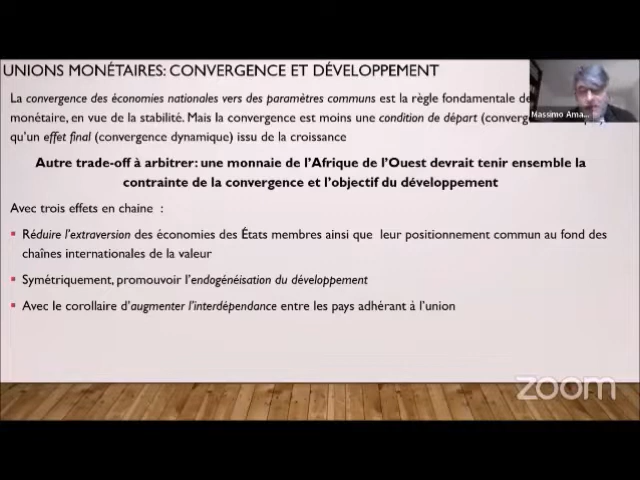 UNIONS MONÉTAIRES: CONVERGENCE ET DÉVELOPPEMENT
La convergence des économies nationales vers des paramètres communs est la règle fondamentale de
monétaire, en vue de la stabilité. Mais la convergence est moins une condition de départ (converg
qu'un effet final (convergence dynamique) issu de la croissance
Autre trade-off à arbitrer: une monnaie de l'Afrique de l'Ouest devrait tenir ensemble la
contrainte de la convergence et l'objectif du développement
Avec trois effets en chaine :
Réduire l'extraversion des économies des États membres ainsi que leur positionnement commun au fond des
chaînes internationales de la valeur
Symétriquement, promouvoir l'endogénéisation du développement
Avec le corollaire d'augmenter l'interdépendance entre les pays adhérant à l'union
Massimo Ama...
zoom